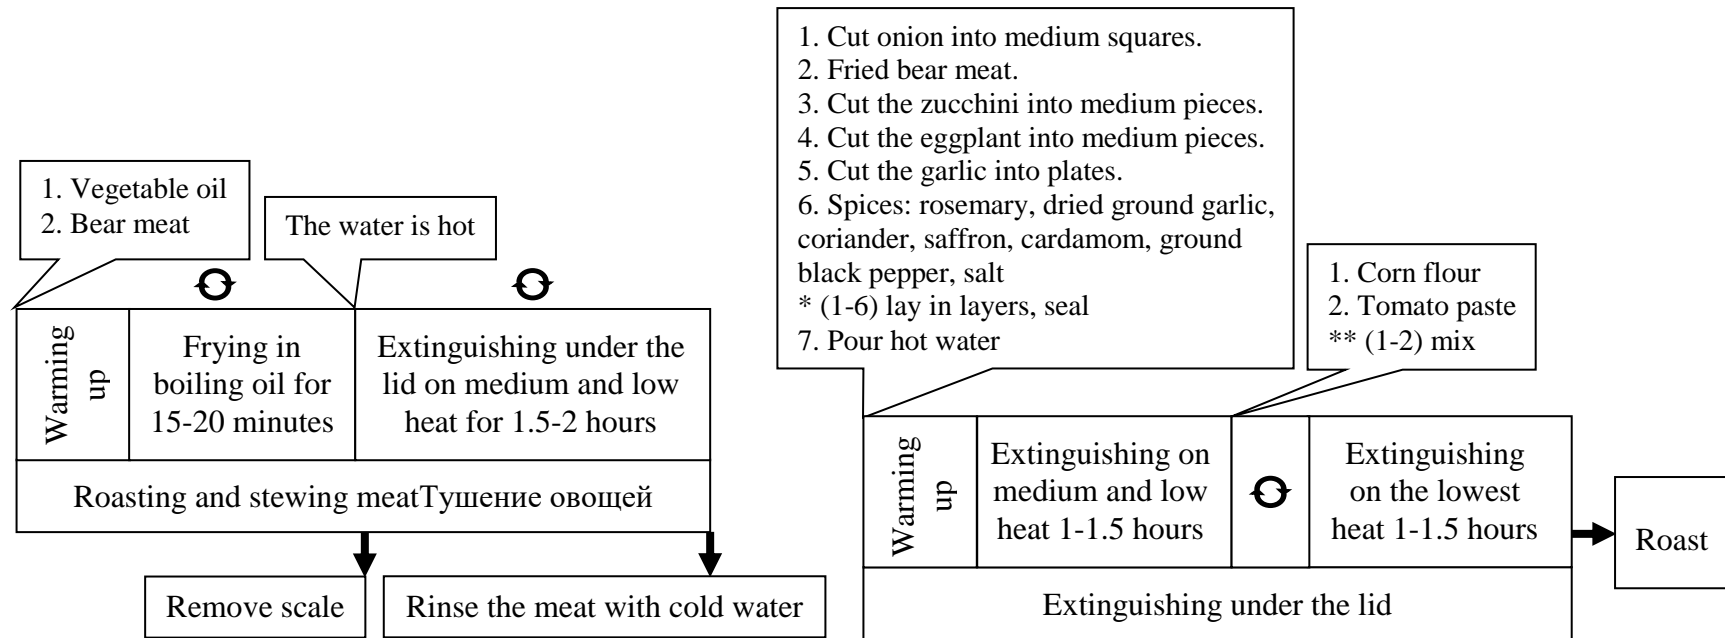 1. Vegetable oil
2. Bear meat
The water is hot
Warming
up
Frying in
boiling oil for
15-20 minutes
Extinguishing under the
lid on medium and low
heat for 1.5-2 hours
Roasting and stewing meatТушение овощей
Remove scale
Rinse the meat with cold water
1. Cut onion into medium squares.
2. Fried bear meat.
3. Cut the zucchini into medium pieces.
4. Cut the eggplant into medium pieces.
5. Cut the garlic into plates.
6. Spices: rosemary, dried ground garlic,
coriander, saffron, cardamom, ground
black pepper, salt
* (1-6) lay in layers, seal
7. Pour hot water
1. Corn flour
2. Tomato paste
** (1-2) mix
Warming
up
Extinguishing on
medium and low
heat 1-1.5 hours
Extinguishing
on the lowest
heat 1-1.5 hours
Extinguishing under the lid
Roast